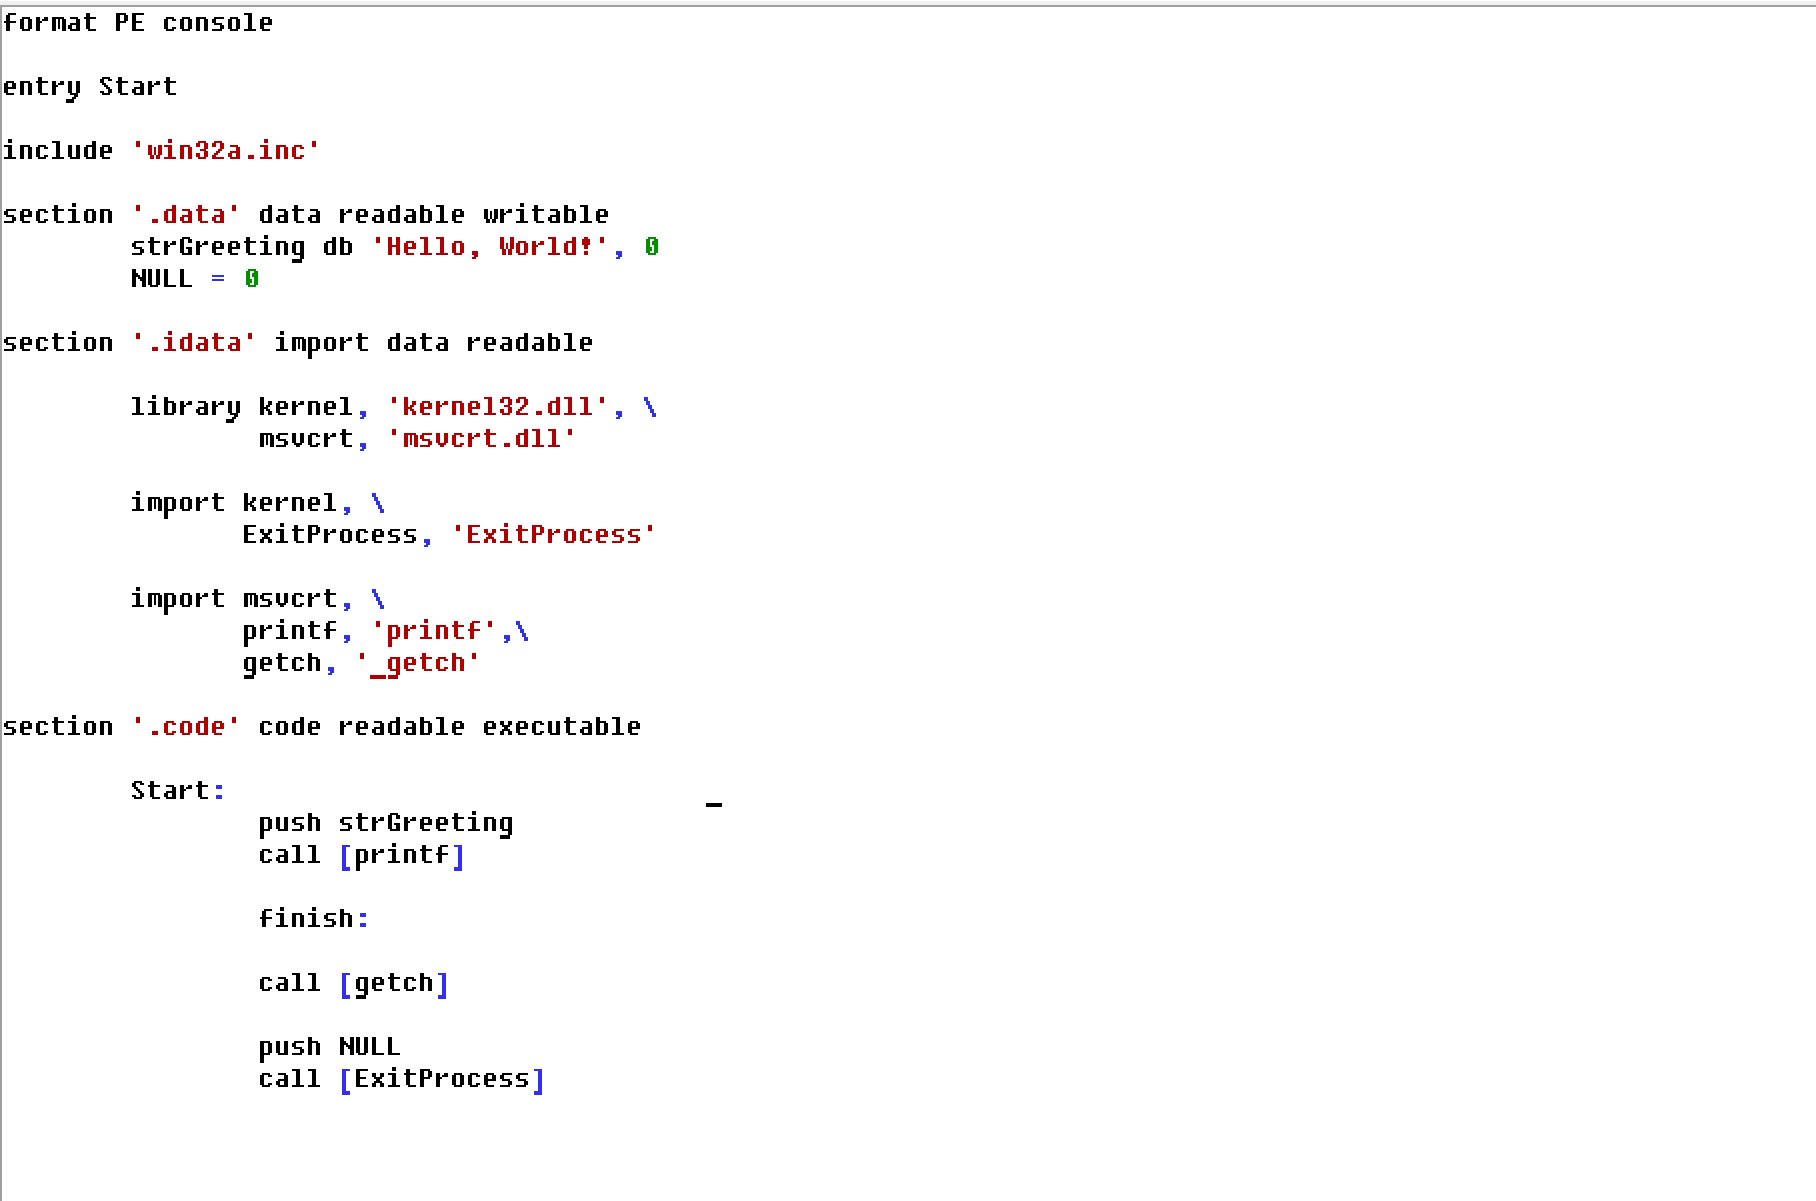 format PE console
entry Start
include 'win32a.inc'
section '.data' data readable writable
strGreeting db 'Hello, World!', 0
NULL = 0
section '.idata' import data readable
library kernel, 'kernel32.dll', \
msvcrt, 'msvcrt.dll'
import kernel, \
ExitProcess, 'ExitProcess'
import msvcrt, \
printf, 'printf',\
getch, '_getch'
section '.code' code readable executable
Start:
push strGreeting
call [printf]
finish:
call [getch]
push NULL
call [ExitProcess]